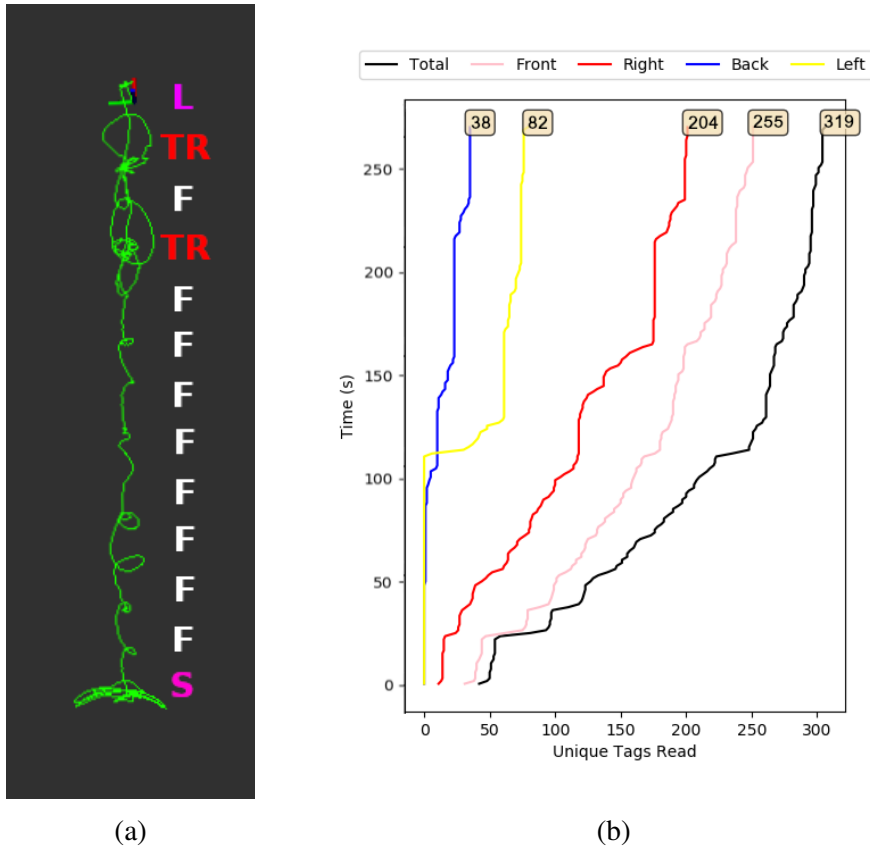 L
TR
F
TR
F
F
F
F
F
F
F
F
S
(a)
Total Front Right Back Left
38 82 204 255 319
Time (s)
250
200
150
100
50
0
0 50 100 150 200 250 300
Unique Tags Read
(b)